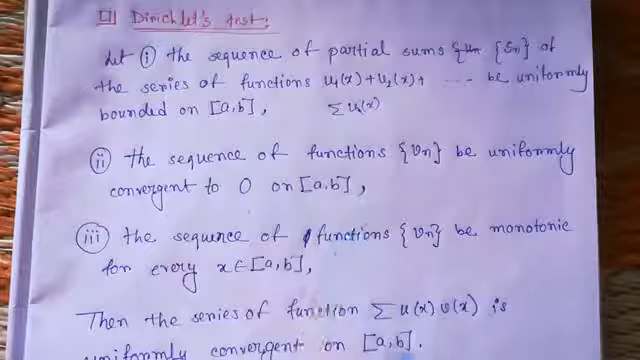 Dirichlet's test:
Let (i) the sequence of partial sums {un {Sn} of
the series of functions u₁(x) + u₂(x) + ---- be uniformly
bounded on [a,b], Σu(x)
(ii) the sequence of functions {vn} be uniformly
convergent to 0 on [a,b],
(iii) the sequence of functions {vn} be monotonic
for every x∈[a,b],
Then the series of function Σ u(x) v(x) is
uniformly convergent on [a,b].